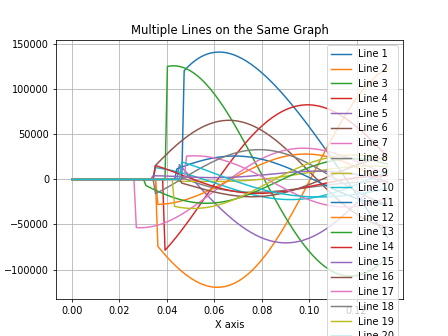 Multiple Lines on the Same Graph
150000
100000
50000
0
−50000
−100000
0.00
0.02
0.04
0.06
0.08
0.10
X axis
Line 1
Line 2
Line 3
Line 4
Line 5
Line 6
Line 7
Line 8
Line 9
Line 10
Line 11
Line 12
Line 13
Line 14
Line 15
Line 16
Line 17
Line 18
Line 19
Line 20